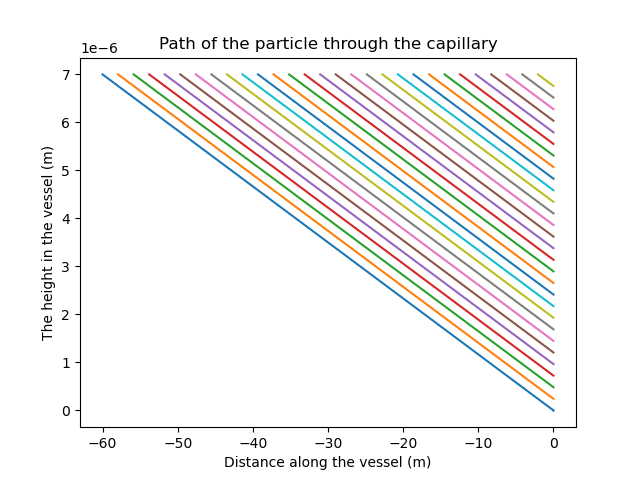 Path of the particle through the capillary
1e−6
7
6
5
4
3
2
1
0
The height in the vessel (m)
−60 −50 −40 −30 −20 −10 0
Distance along the vessel (m)